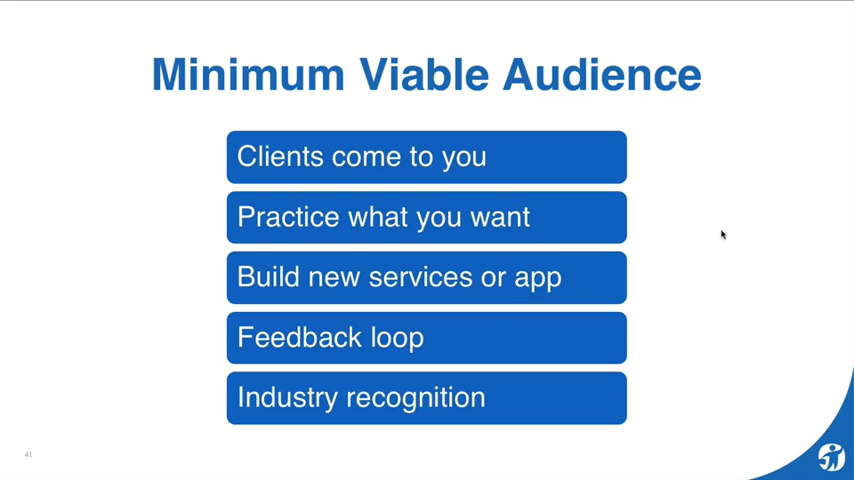 Minimum Viable Audience
Clients come to you
Practice what you want
Build new services or app
Feedback loop
Industry recognition
41